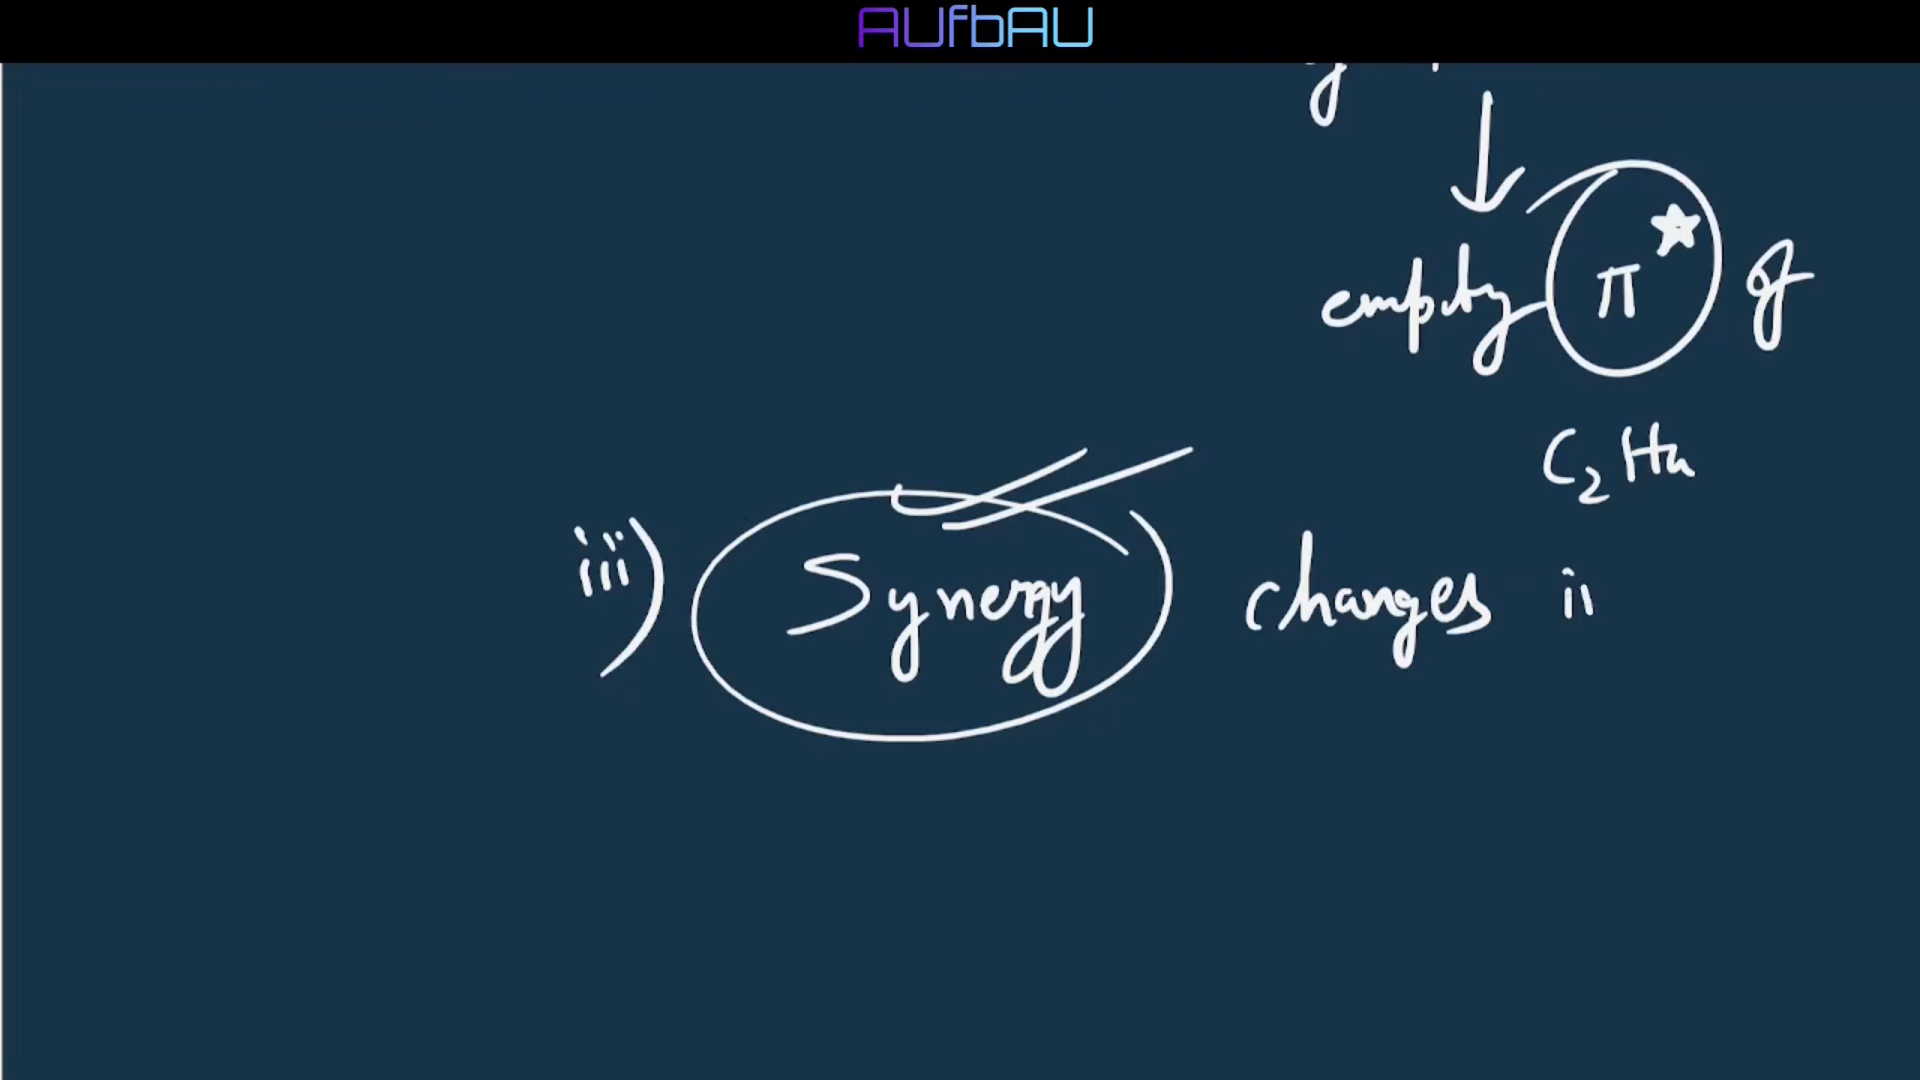 AUfbAU
empty π* of
C₂H₄
iii) Synergy changes i